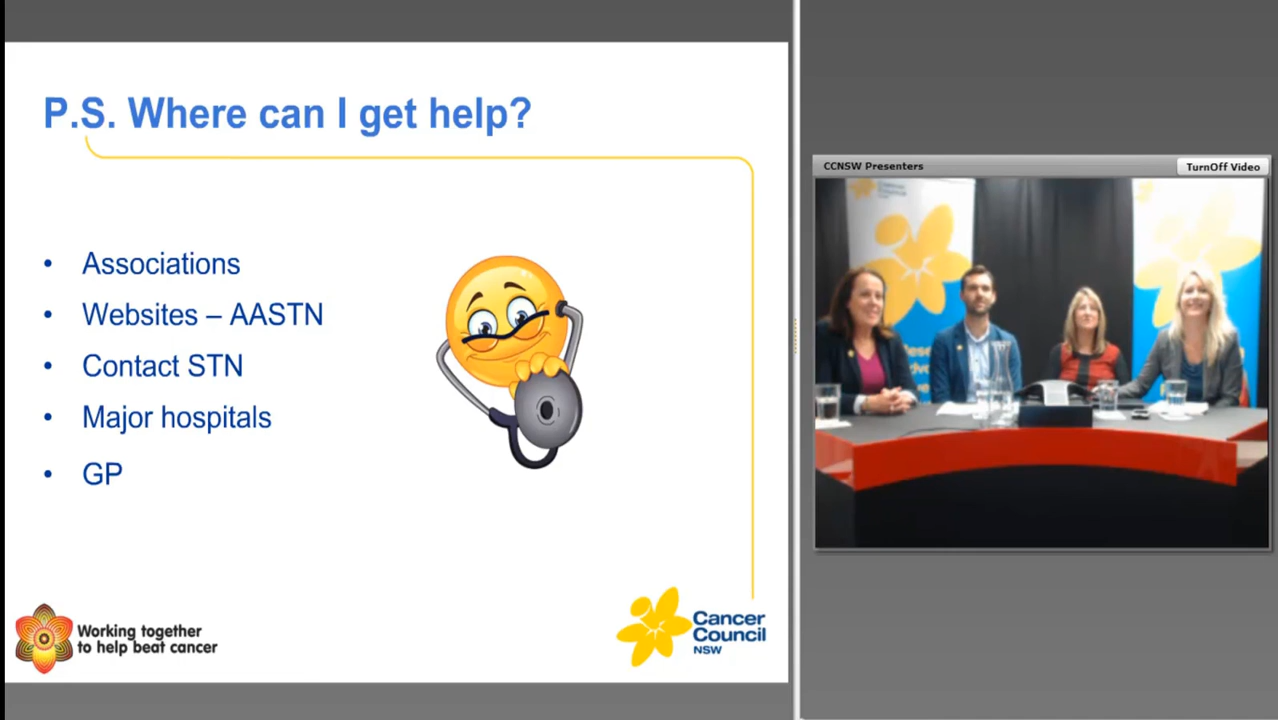 P.S. Where can I get help?
• Associations
• Websites – AASTN
• Contact STN
• Major hospitals
• GP
Working together
to help beat cancer
Cancer
Council
NSW
CCNSW Presenters
TurnOff Video